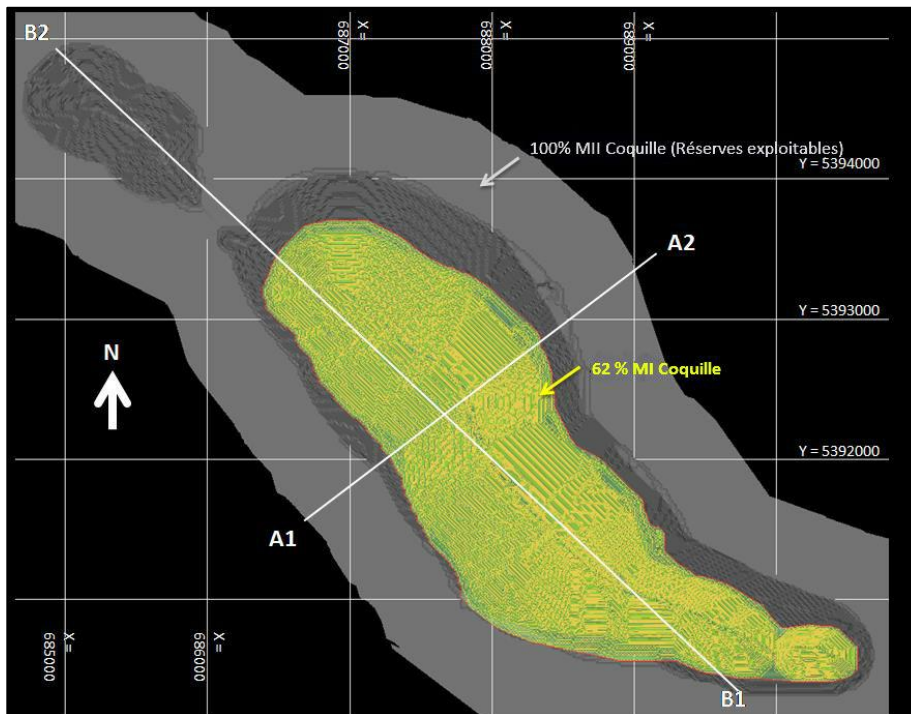 B2
X =
687000
X =
688000
X =
689000
100% MII Coquille (Réserves exploitables)
Y = 5394000
A2
Y = 5393000
N
62 % MI Coquille
Y = 5392000
A1
X =
685000
X =
686000
B1